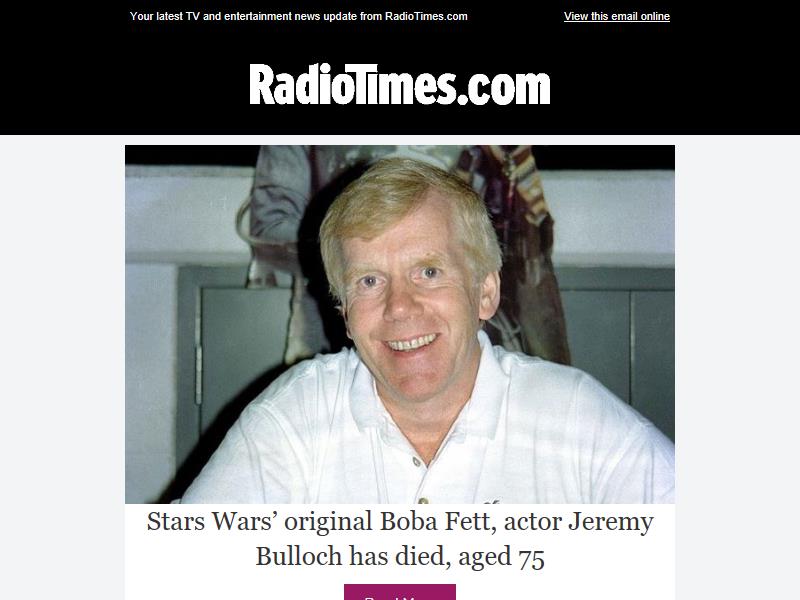 Your latest TV and entertainment news update from RadioTimes.com
View this email online
RadioTimes.com
Stars Wars’ original Boba Fett, actor Jeremy
Bulloch has died, aged 75